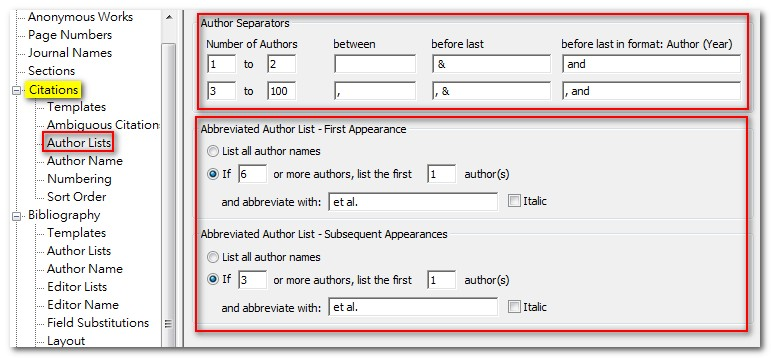 Anonymous Works
Page Numbers
Journal Names
Sections
Citations
Templates
Ambiguous Citation
Author Lists
Author Name
Numbering
Sort Order
Bibliography
Templates
Author Lists
Author Name
Editor Lists
Editor Name
Field Substitutions
Layout
Author Separators
Number of Authors between before last before last in format: Author (Year)
1 to 2 & and
3 to 100 , , & , and
Abbreviated Author List - First Appearance
List all author names
If 6 or more authors, list the first 1 author(s)
and abbreviate with: et al. Italic
Abbreviated Author List - Subsequent Appearances
List all author names
If 3 or more authors, list the first 1 author(s)
and abbreviate with: et al. Italic